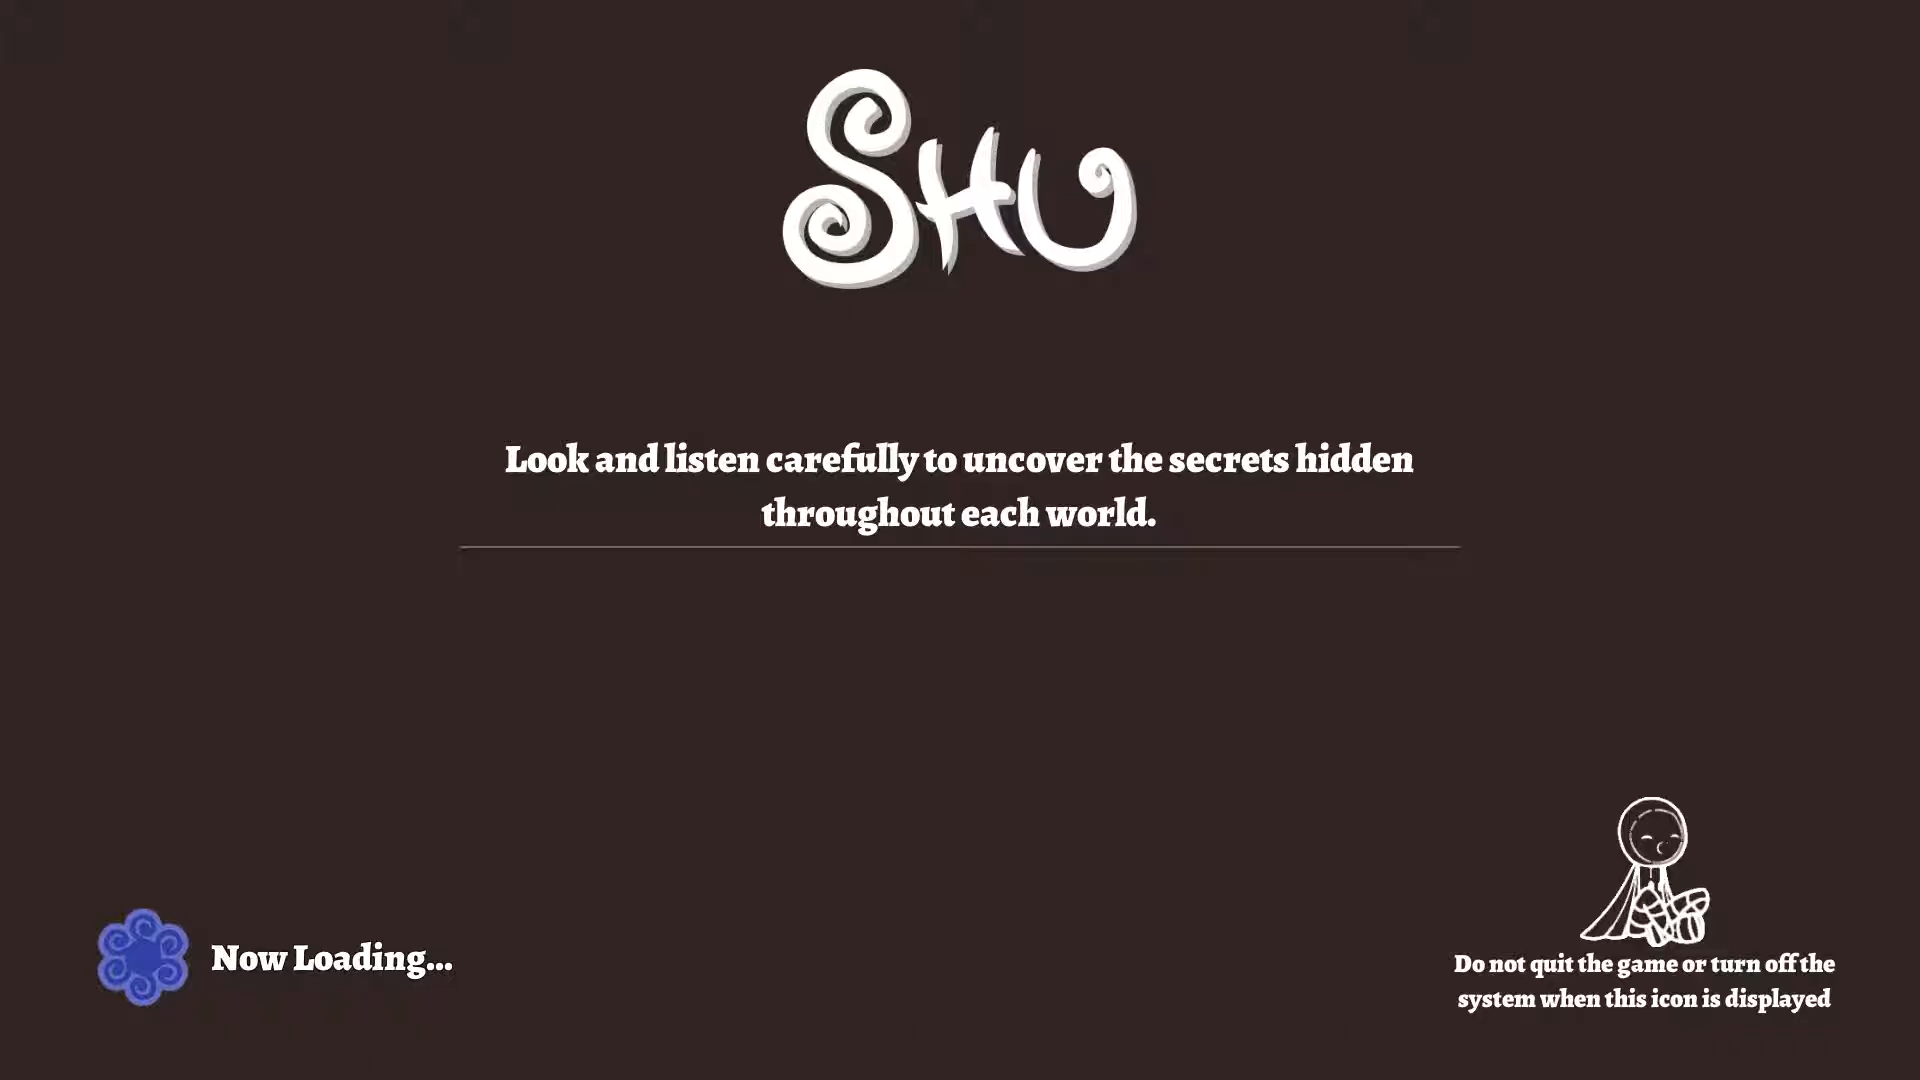 SHU
Look and listen carefully to uncover the secrets hidden
throughout each world.
Now Loading...
Do not quit the game or turn off the
system when this icon is displayed